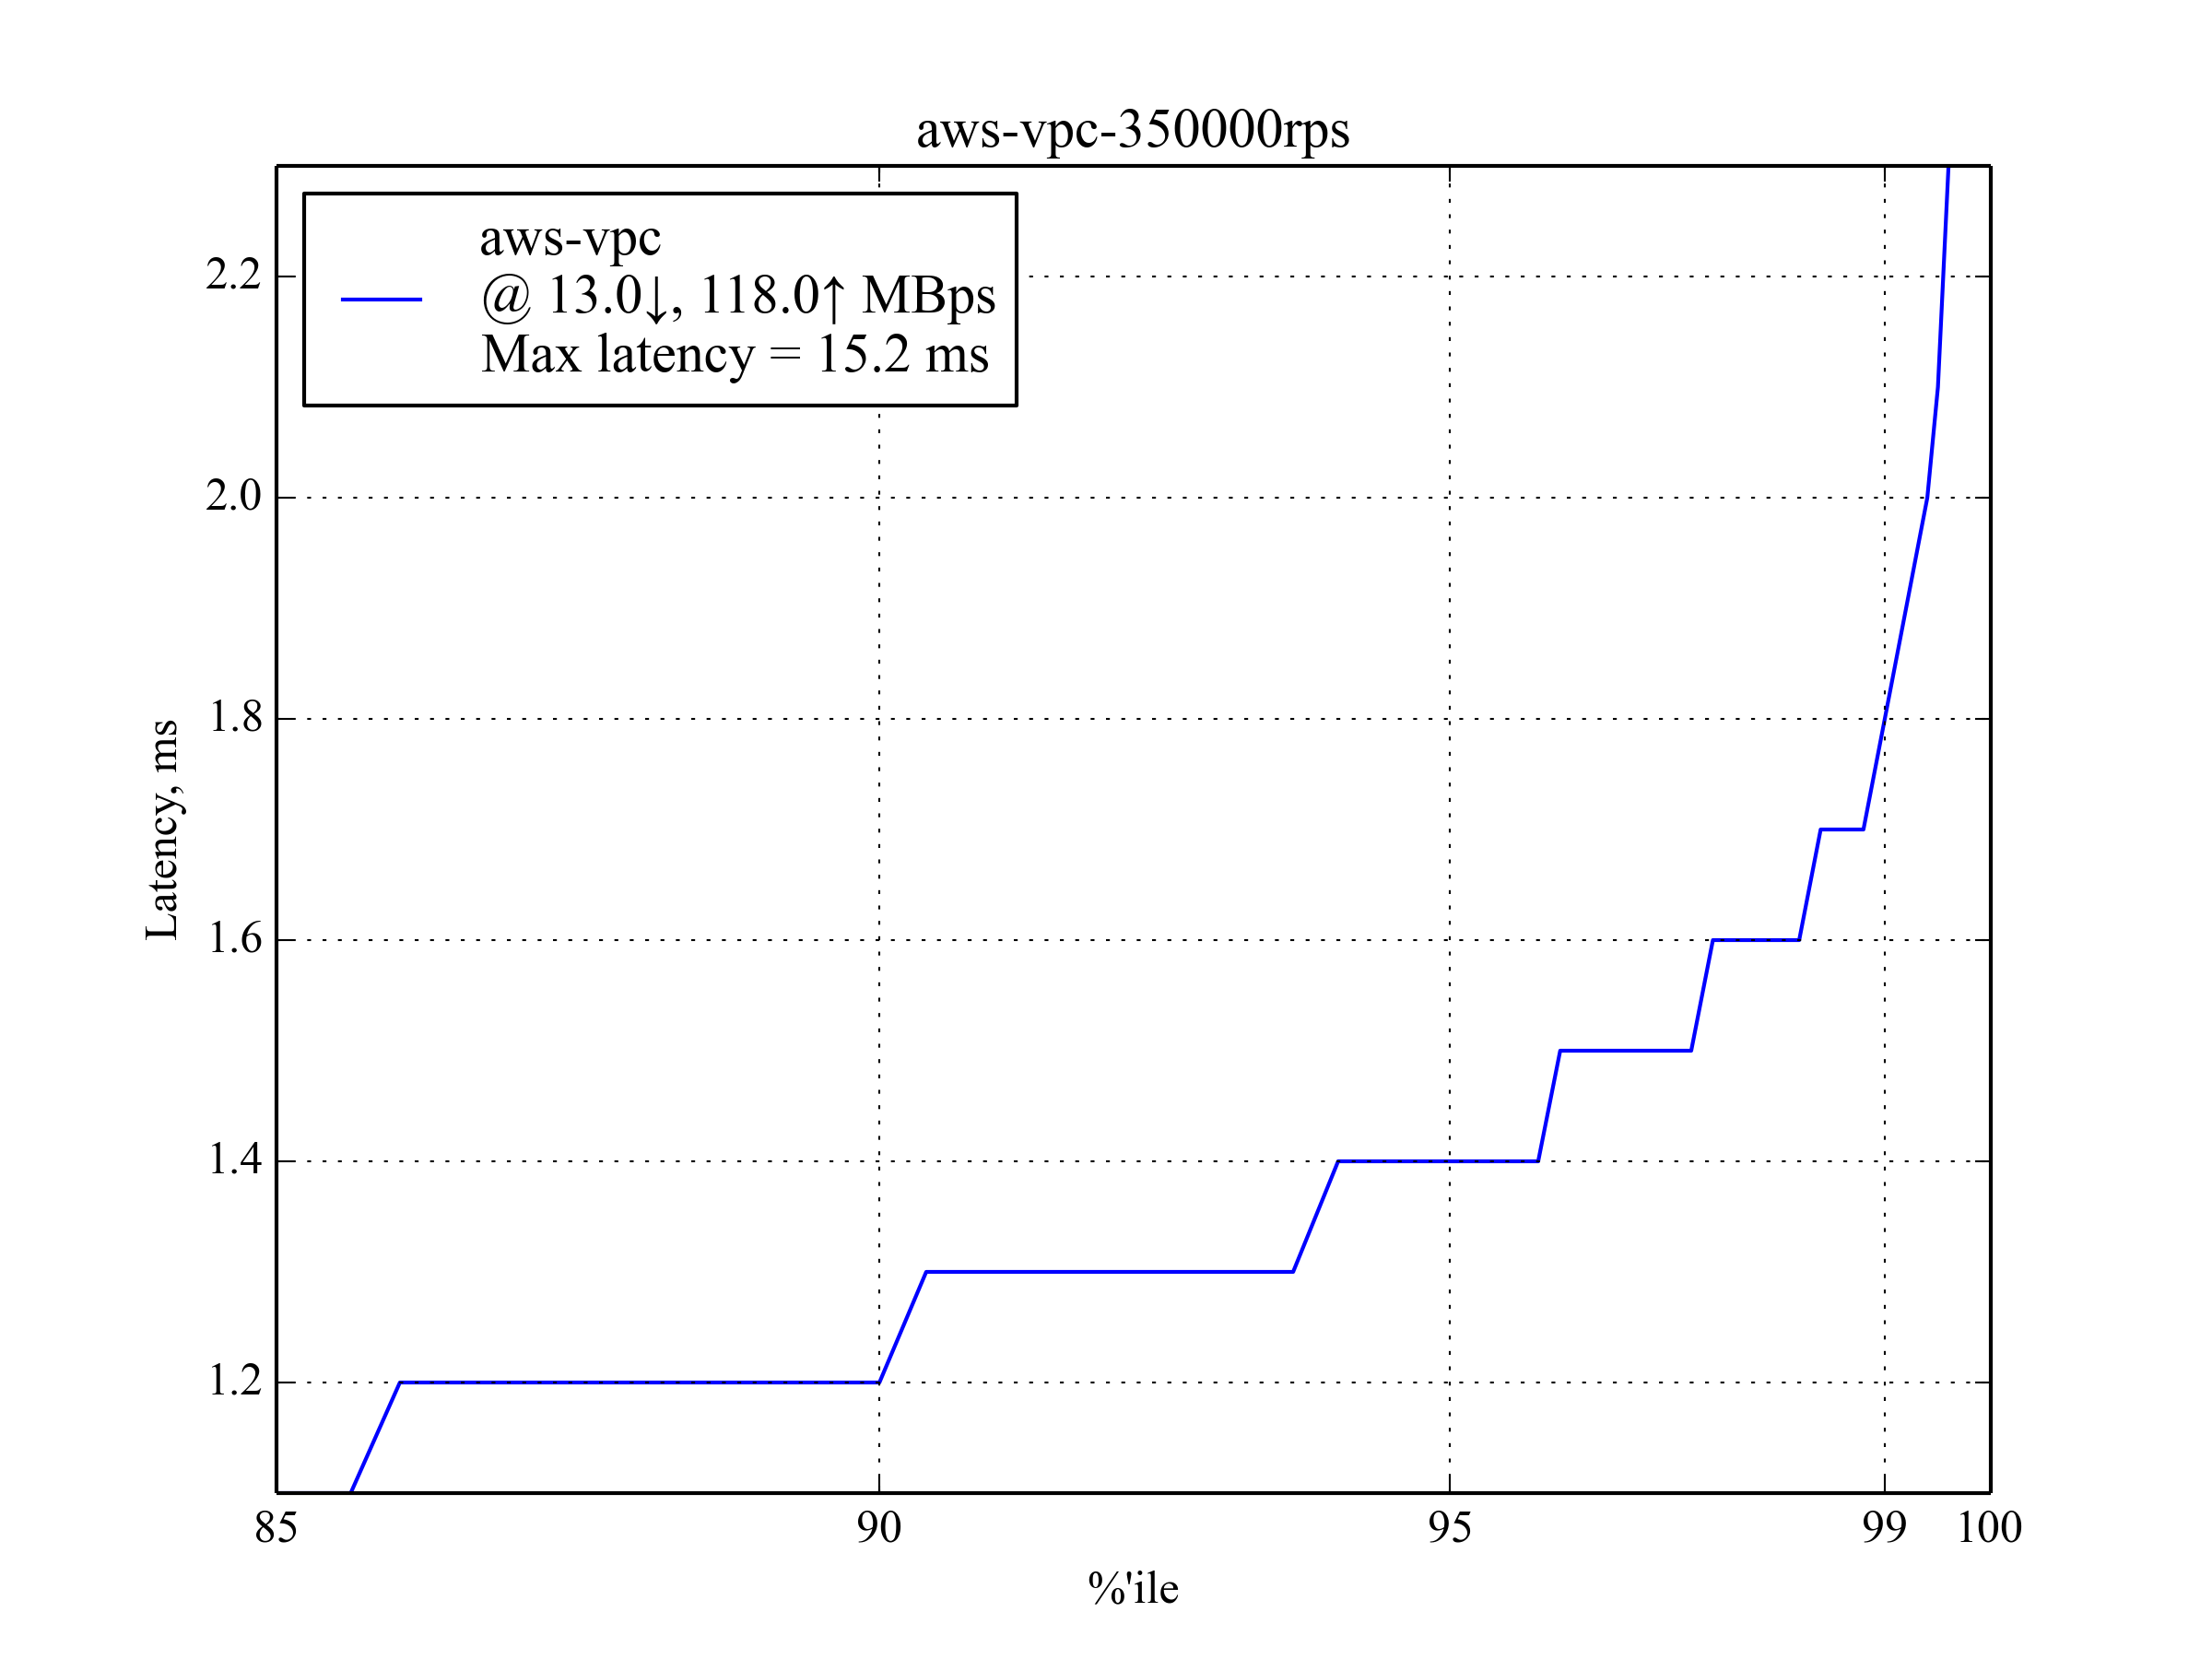 aws-vpc-350000rps
aws-vpc
@ 13.0↓, 118.0↑ MBps
Max latency = 15.2 ms
2.2
2.0
1.8
1.6
1.4
1.2
Latency, ms
85 90 95 99 100
%'ile